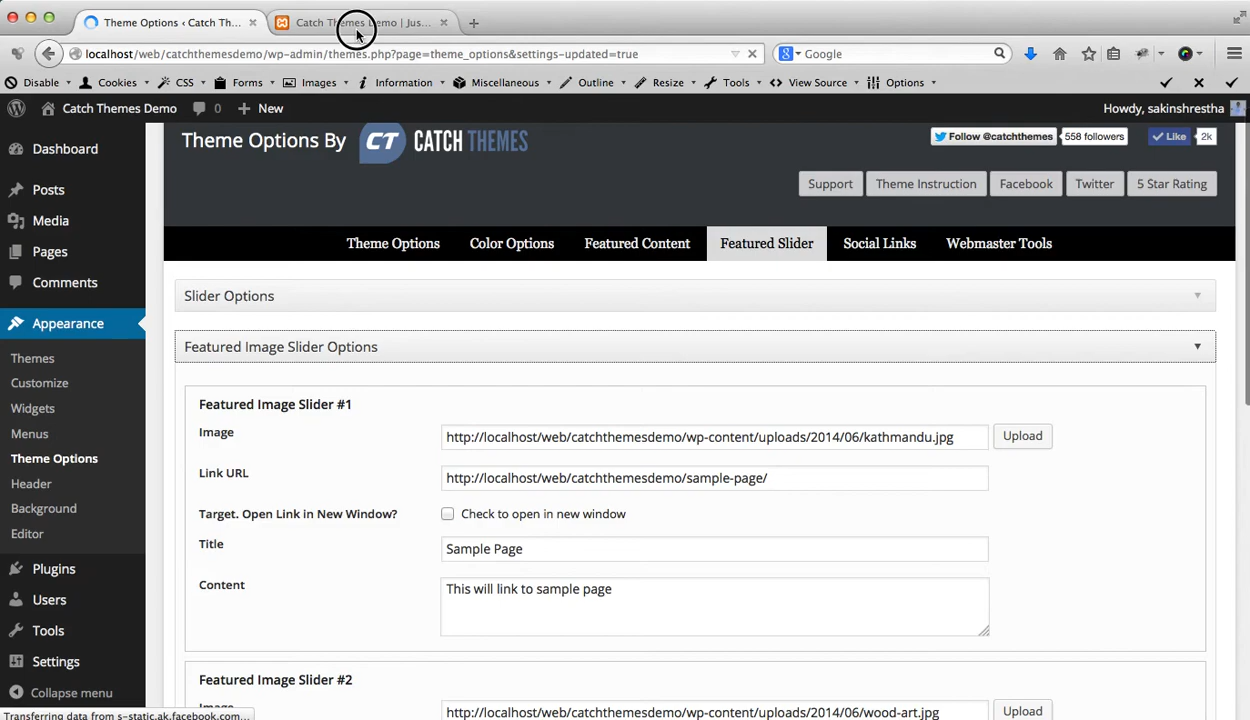 Theme Options ‹ Catch Th...
Catch Themes Demo | Jus...
localhost/web/catchthemesdemo/wp-admin/themes.php?page=theme_options&settings-updated=true
Google
Disable
Cookies
CSS
Forms
Images
Information
Miscellaneous
Outline
Resize
Tools
View Source
Options
Catch Themes Demo
0
New
Howdy, sakinshrestha
Dashboard
Posts
Media
Pages
Comments
Appearance
Themes
Customize
Widgets
Menus
Theme Options
Header
Background
Editor
Plugins
Users
Tools
Settings
Collapse menu
Theme Options By
CT CATCH THEMES
Follow @catchthemes
558 followers
Like
2k
Support
Theme Instruction
Facebook
Twitter
5 Star Rating
Theme Options
Color Options
Featured Content
Featured Slider
Social Links
Webmaster Tools
Slider Options
Featured Image Slider Options
Featured Image Slider #1
Image
http://localhost/web/catchthemesdemo/wp-content/uploads/2014/06/kathmandu.jpg
Upload
Link URL
http://localhost/web/catchthemesdemo/sample-page/
Target. Open Link in New Window?
Check to open in new window
Title
Sample Page
Content
This will link to sample page
Featured Image Slider #2
Image
http://localhost/web/catchthemesdemo/wp-content/uploads/2014/06/wood-art.jpg
Upload
Transferring data from s-static.ak.facebook.com...